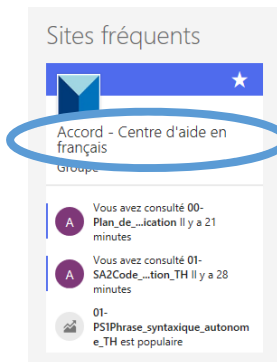 Sites fréquents
Accord - Centre d'aide en
français
Groupe
A
Vous avez consulté 00-
Plan_de_...ication Il y a 21
minutes
A
Vous avez consulté 01-
SA2Code_...tion_TH Il y a 28
minutes
01-
PS1Phrase_syntaxique_autonom
e_TH est populaire